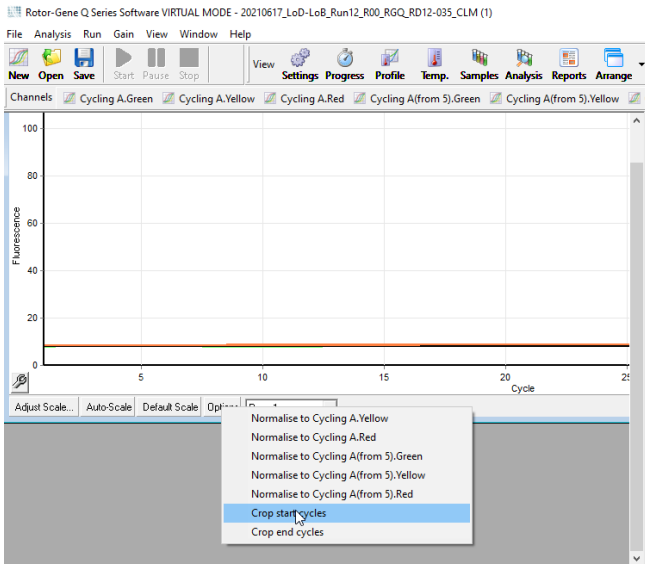 Rotor-Gene Q Series Software VIRTUAL MODE - 20210617_LoD-LoB_Run12_R00_RGQ_RD12-035_CLM (1)
File Analysis Run Gain View Window Help
New Open Save Start Pause Stop View Settings Progress Profile Temp. Samples Analysis Reports Arrange
Channels Cycling A.Green Cycling A.Yellow Cycling A.Red Cycling A(from 5).Green Cycling A(from 5).Yellow
100
80
60
40
20
0
Fluorescence
5 10 15 20 25
Cycle
Adjust Scale... Auto-Scale Default Scale
Normalise to Cycling A.Yellow
Normalise to Cycling A.Red
Normalise to Cycling A(from 5).Green
Normalise to Cycling A(from 5).Yellow
Normalise to Cycling A(from 5).Red
Crop start cycles
Crop end cycles